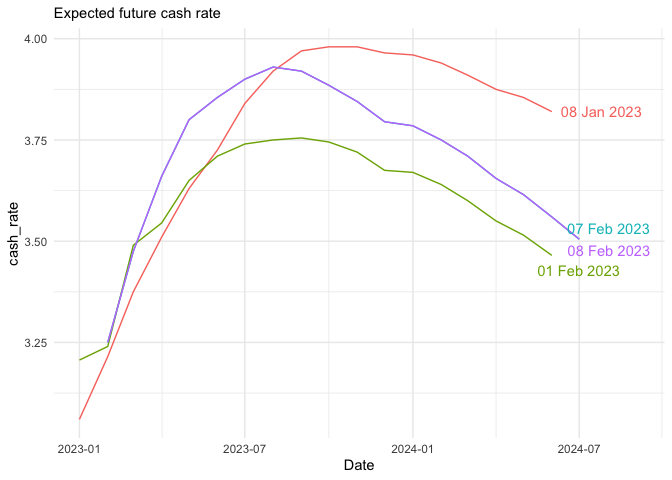 Expected future cash rate
4.00
3.75
3.50
3.25
cash_rate
08 Jan 2023
07 Feb 2023
08 Feb 2023
01 Feb 2023
2023-01
2023-07
2024-01
2024-07
Date